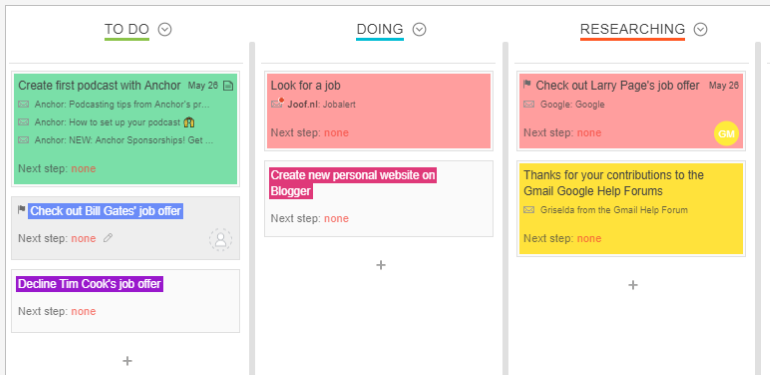 TO DO
Create first podcast with Anchor May 26
Anchor: Podcasting tips from Anchor's pr...
Anchor: How to set up your podcast
Anchor: NEW: Anchor Sponsorships! Get ...
Next step: none
Check out Bill Gates' job offer
Next step: none
Decline Tim Cook's job offer
Next step: none
+
DOING
Look for a job
Joof.nl: Jobalert
Next step: none
Create new personal website on
Blogger
Next step: none
+
RESEARCHING
Check out Larry Page's job offer May 26
Google: Google
Next step: none
GM
Thanks for your contributions to the
Gmail Google Help Forums
Griselda from the Gmail Help Forum
Next step: none
+